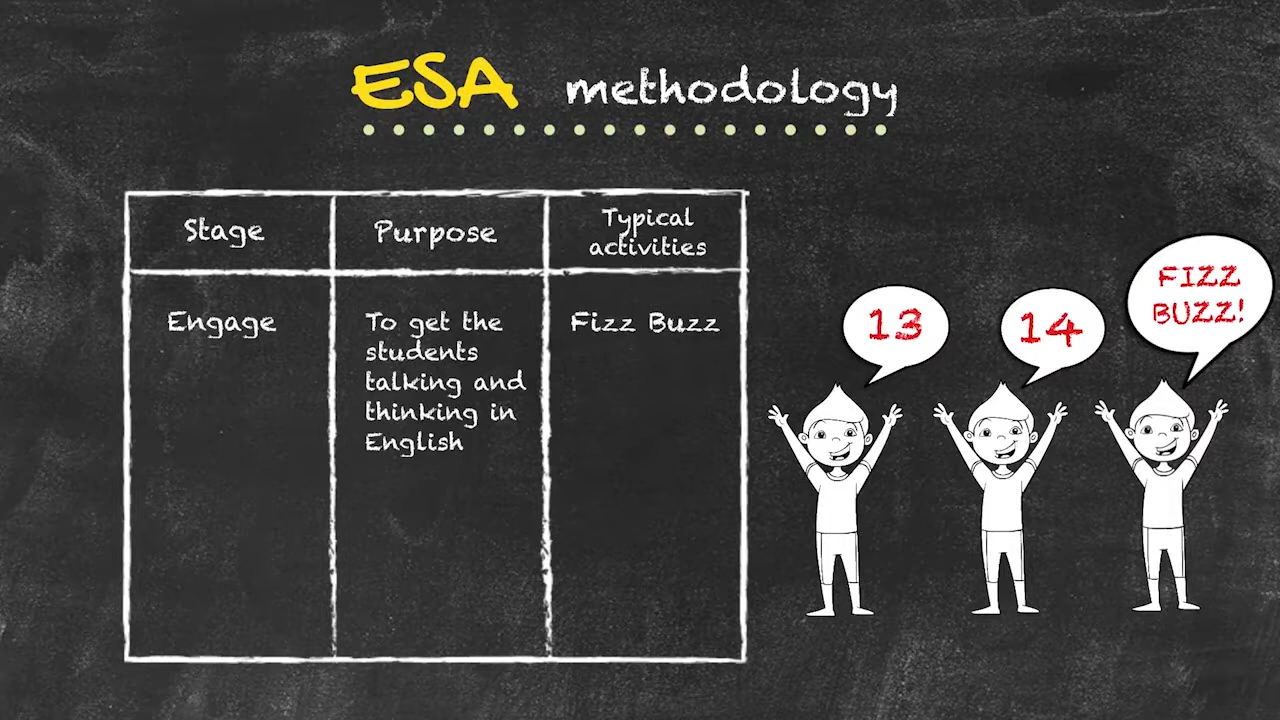 ESA methodology
Stage
Purpose
Typical
activities
Engage
To get the
students
talking and
thinking in
English
Fizz Buzz
13
14
FIZZ
BUZZ!